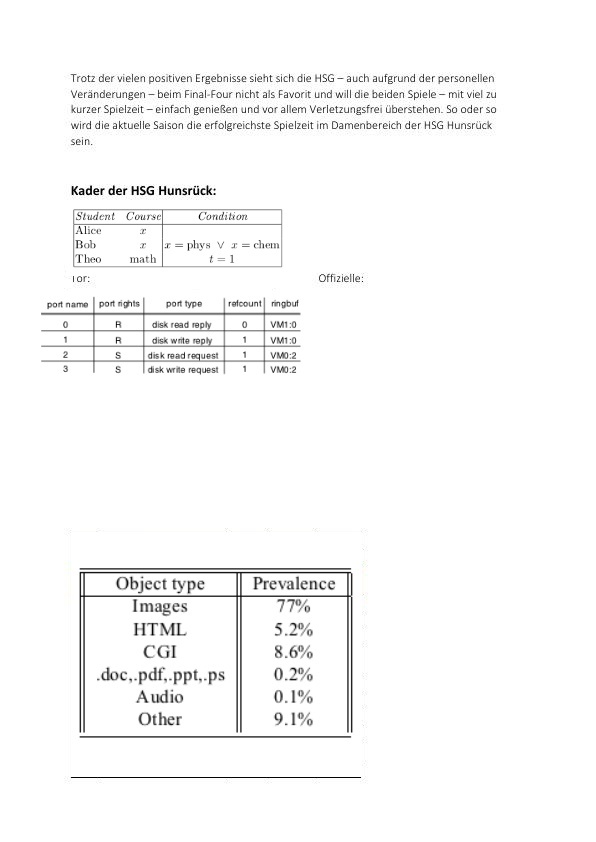 Trotz der vielen positiven Ergebnisse sieht sich die HSG – auch aufgrund der personellen
Veränderungen – beim Final-Four nicht als Favorit und will die beiden Spiele – mit viel zu
kurzer Spielzeit – einfach genießen und vor allem Verletzungsfrei überstehen. So oder so
wird die aktuelle Saison die erfolgreichste Spielzeit im Damenbereich der HSG Hunsrück
sein.
Kader der HSG Hunsrück:
Student Course Condition
Alice x
Bob x x = phys ∨ x = chem
Theo math t = 1
or: Offizielle:
port name port rights port type refcount ringbuf
0 R disk read reply 0 VM1:0
1 R disk write reply 1 VM1:0
2 S disk read request 1 VM0:2
3 S disk write request 1 VM0:2
Object type Prevalence
Images 77%
HTML 5.2%
CGI 8.6%
.doc,.pdf,.ppt,.ps 0.2%
Audio 0.1%
Other 9.1%